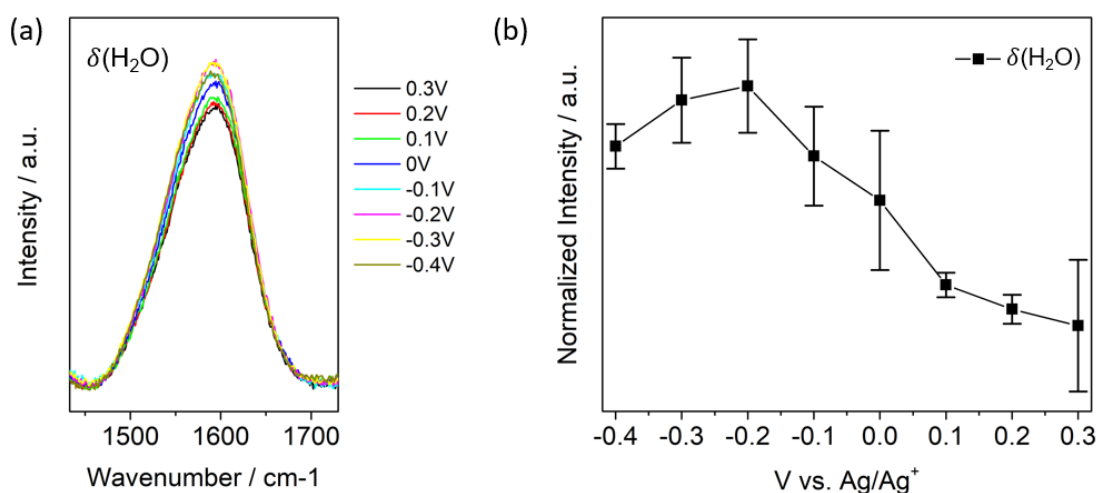 (a)
δ(H₂O)
Intensity / a.u.
0.3V
0.2V
0.1V
0V
-0.1V
-0.2V
-0.3V
-0.4V
1500 1600 1700
Wavenumber / cm-1
(b)
δ(H₂O)
Normalized Intensity / a.u.
-0.4 -0.3 -0.2 -0.1 0.0 0.1 0.2 0.3
V vs. Ag/Ag⁺